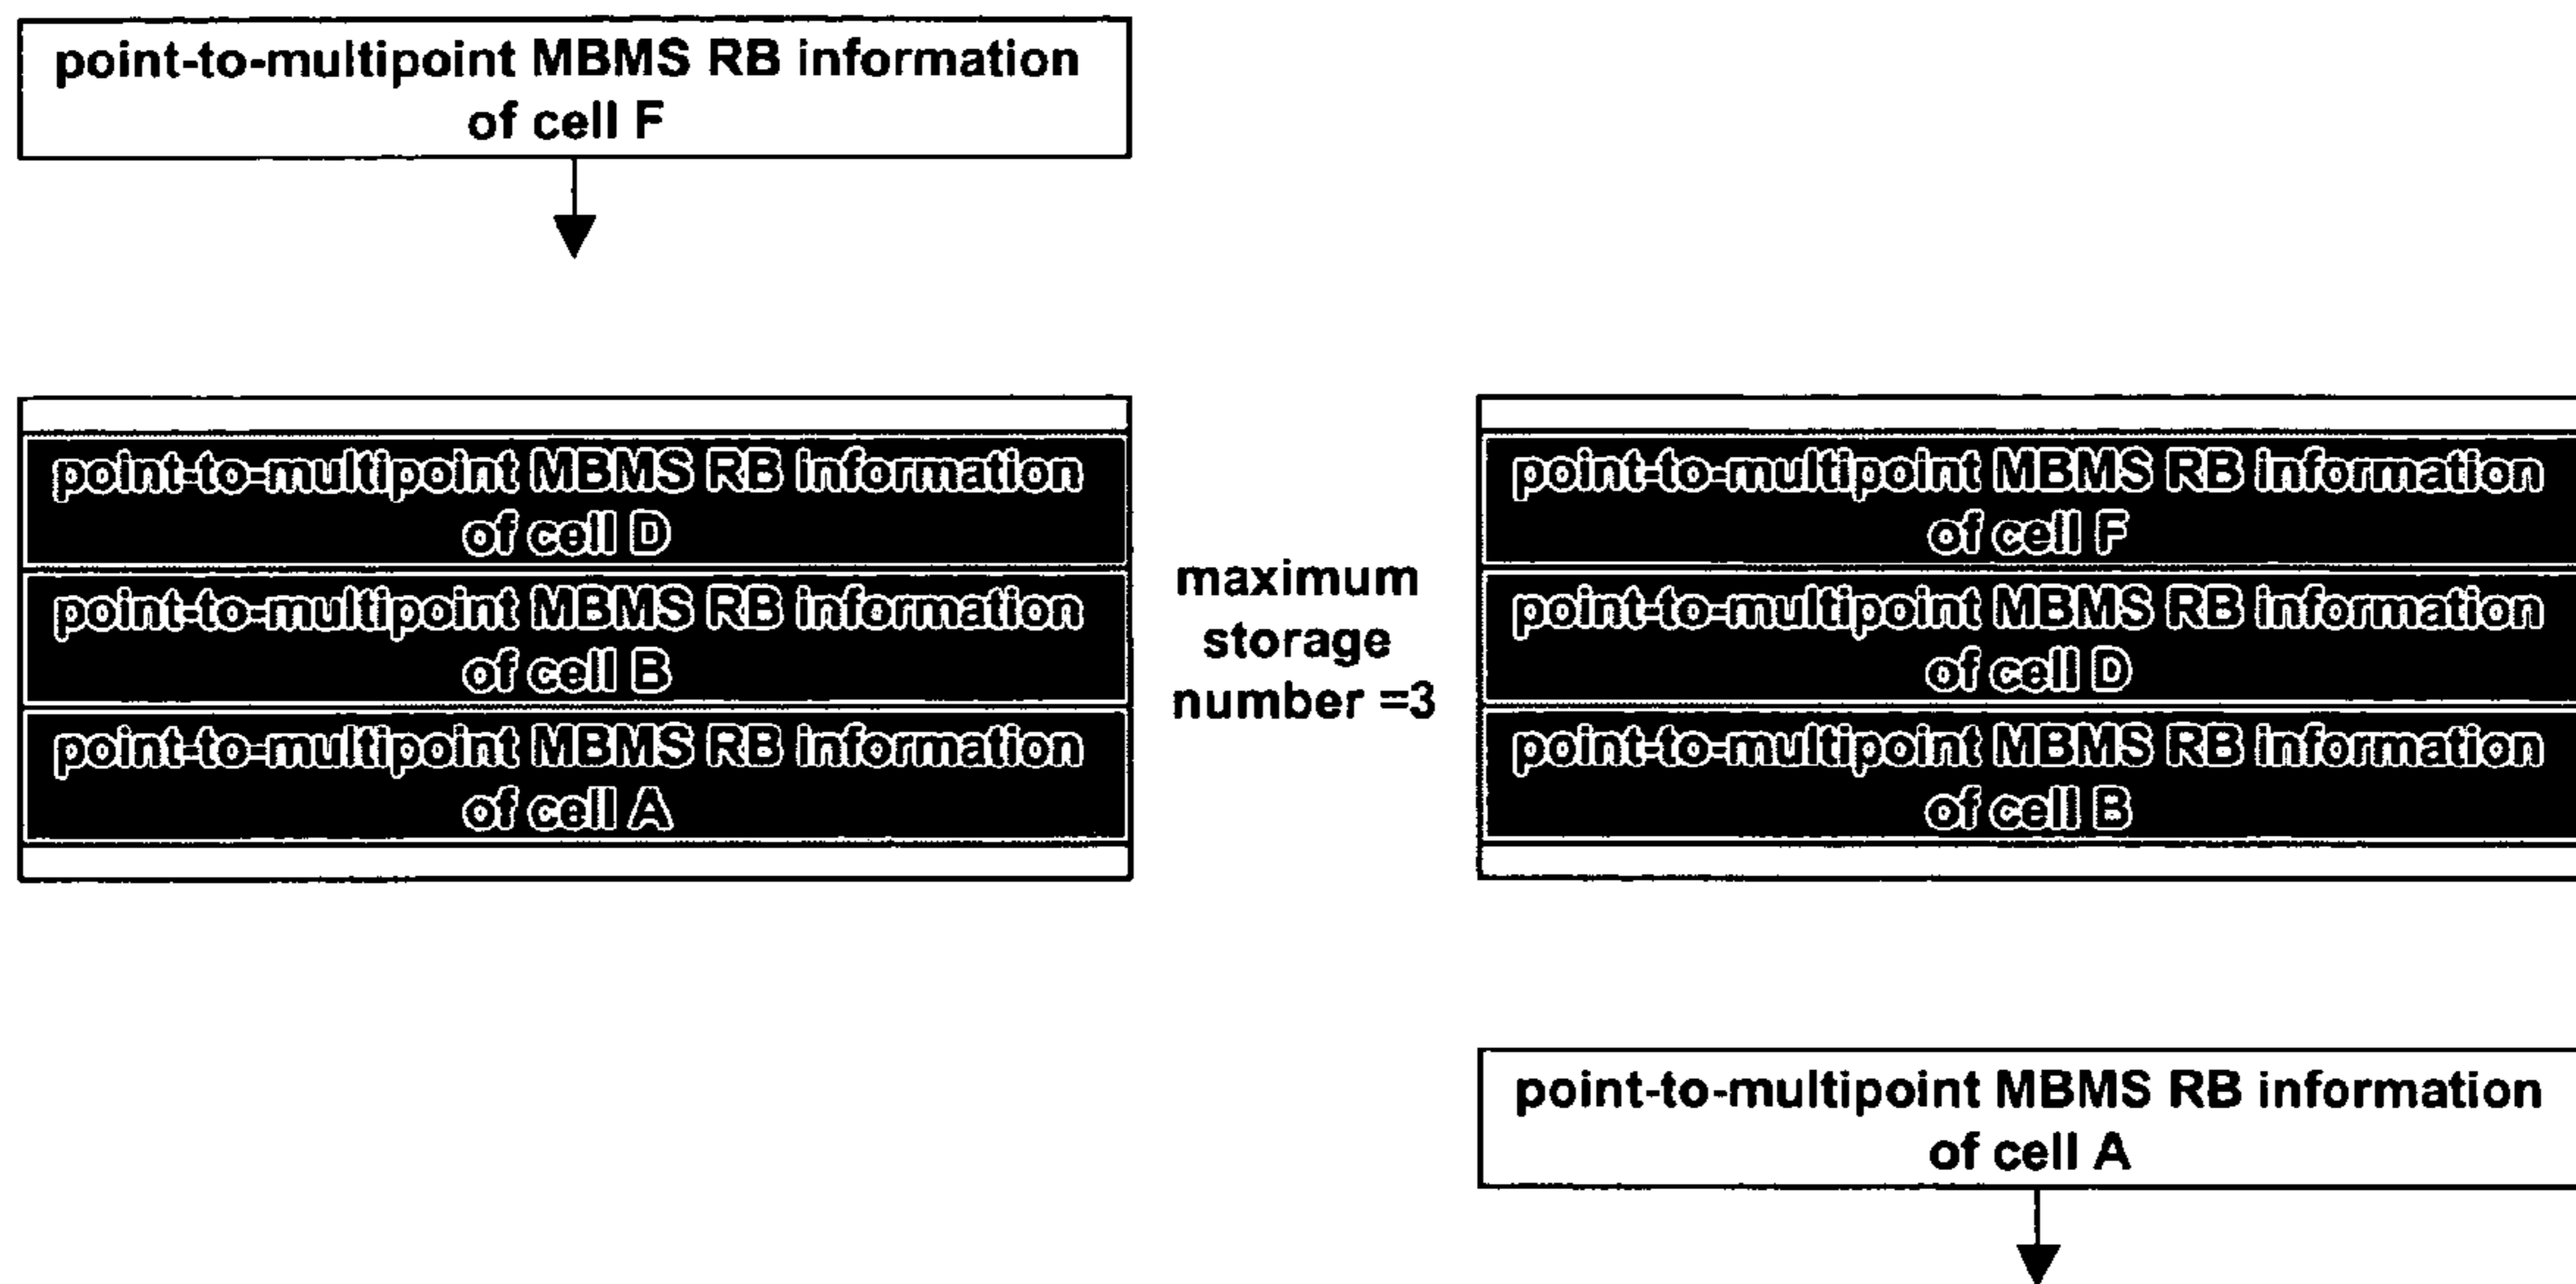 point-to-multipoint MBMS RB information
of cell F
point-to-multipoint MBMS RB information
of cell D
point-to-multipoint MBMS RB information
of cell B
point-to-multipoint MBMS RB information
of cell A
maximum
storage
number =3
point-to-multipoint MBMS RB information
of cell F
point-to-multipoint MBMS RB information
of cell D
point-to-multipoint MBMS RB information
of cell B
point-to-multipoint MBMS RB information
of cell A